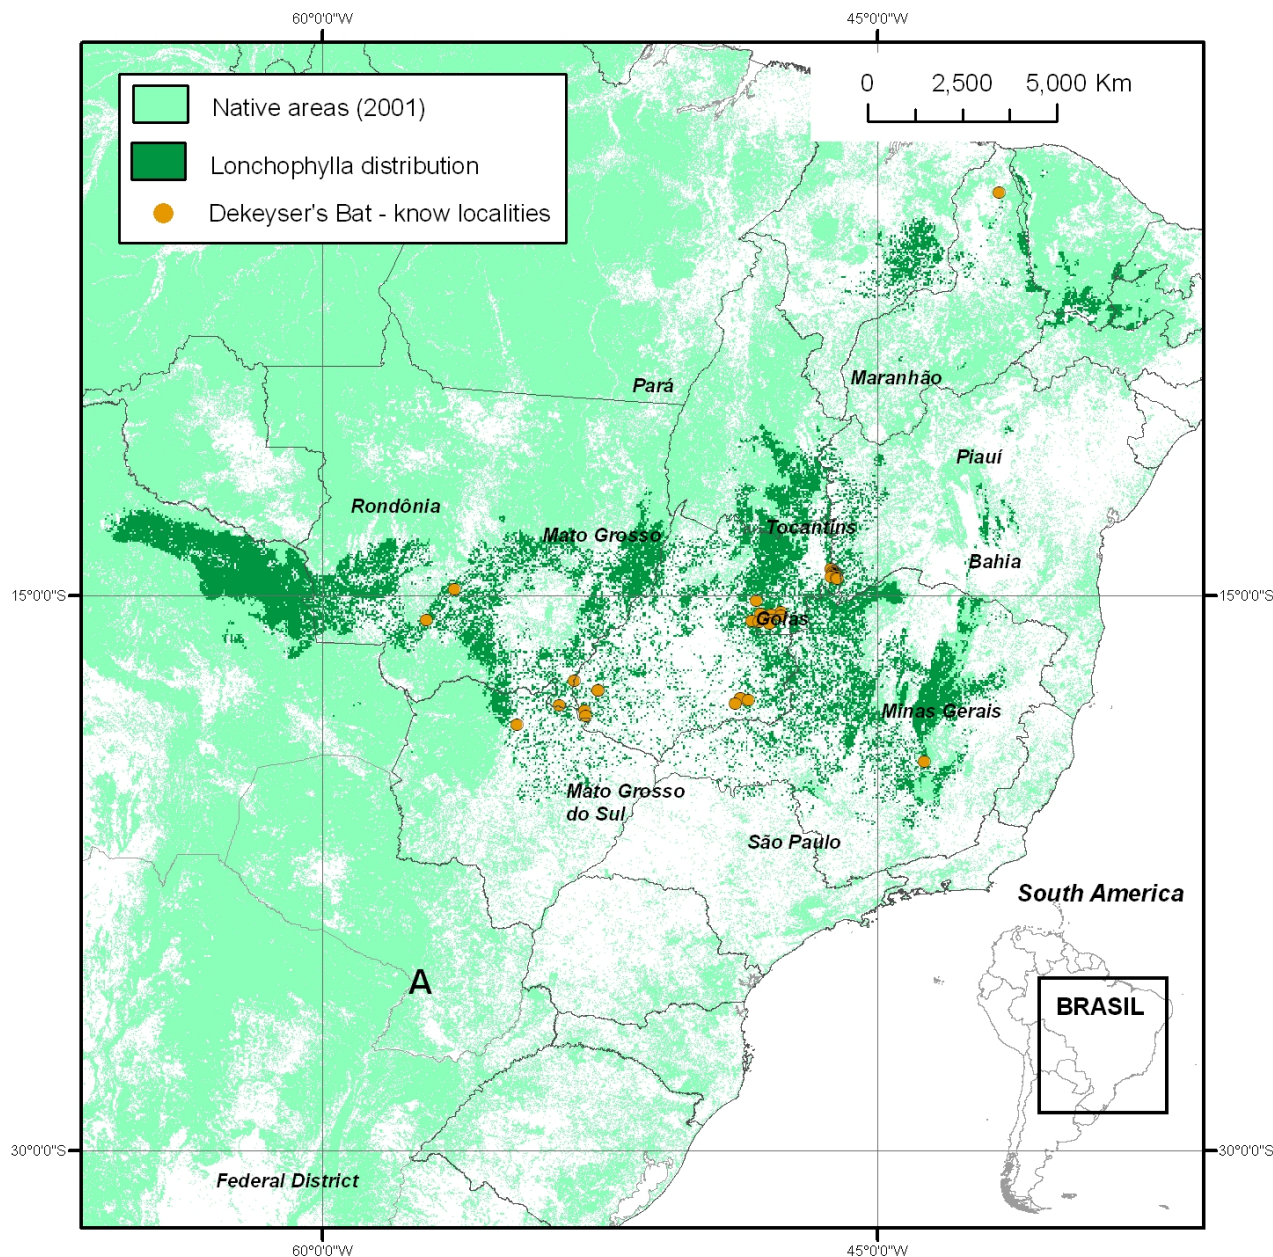 60°0'0"W
45°0'0"W
0 2,500 5,000 Km
Native areas (2001)
Lonchophylla distribution
Dekeyser's Bat - know localities
Pará
Maranhão
Piauí
Rondônia
Mato Grosso
Tocantins
Bahia
15°0'0"S
15°0'0"S
Goías
Minas Gerais
Mato Grosso
do Sul
São Paulo
South America
A
BRASIL
30°0'0"S
30°0'0"S
Federal District
60°0'0"W
45°0'0"W